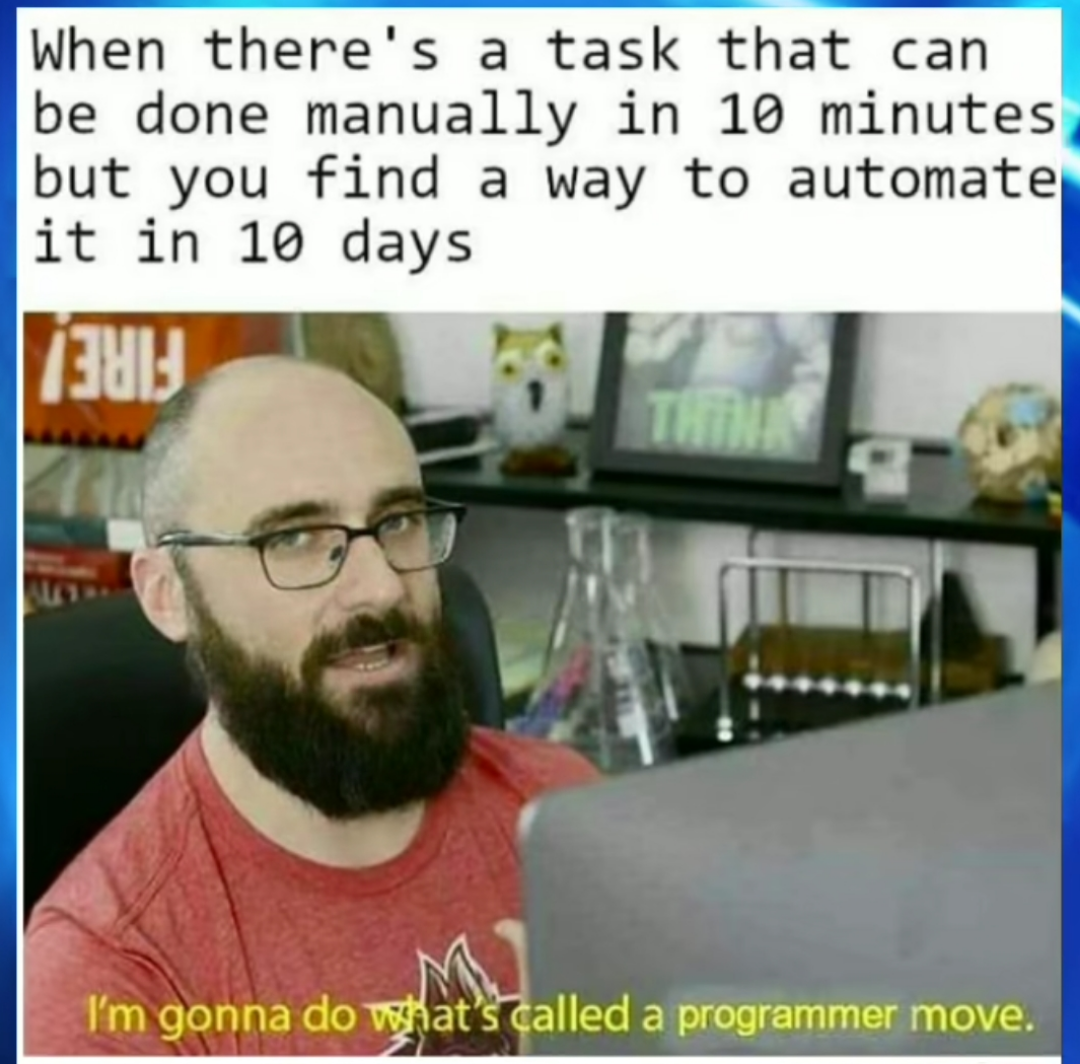 When there's a task that can
be done manually in 10 minutes
but you find a way to automate
it in 10 days
FIRE!
THINK
I'm gonna do what's called a programmer move.